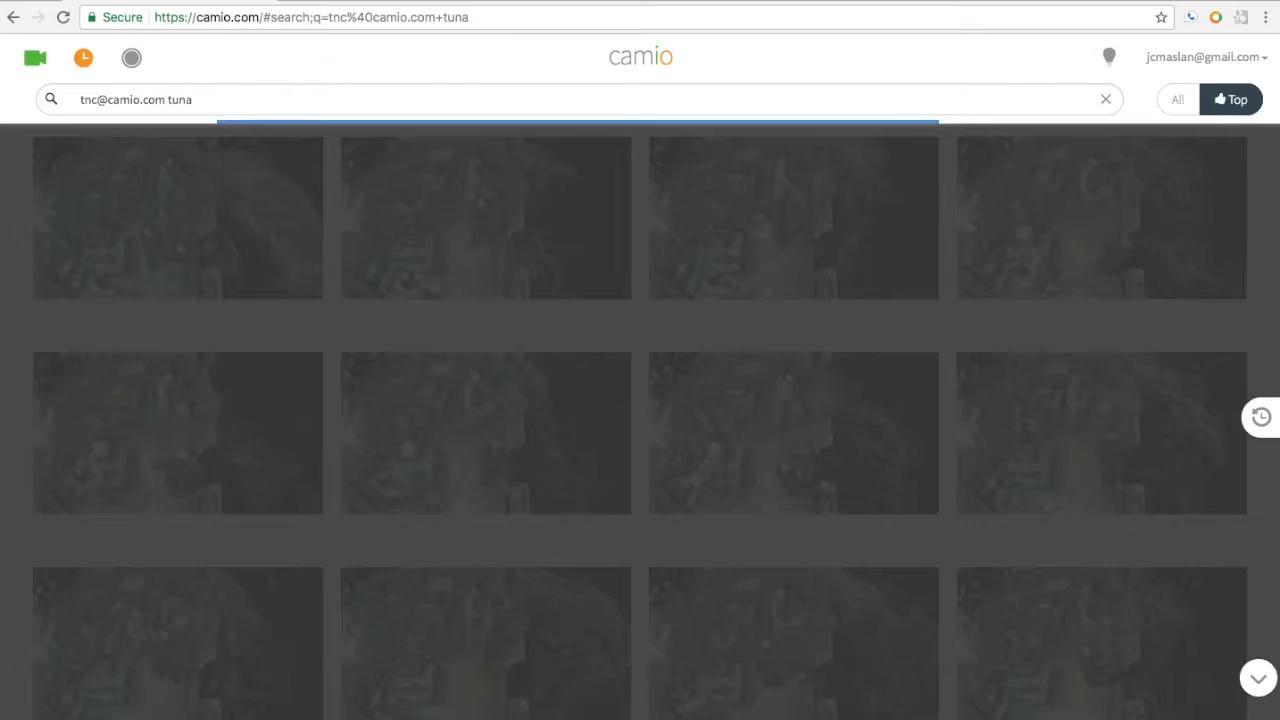 Secure https://camio.com/#search;q=tnc%40camio.com+tuna
camio
jcmaslan@gmail.com
tnc@camio.com tuna
All
Top